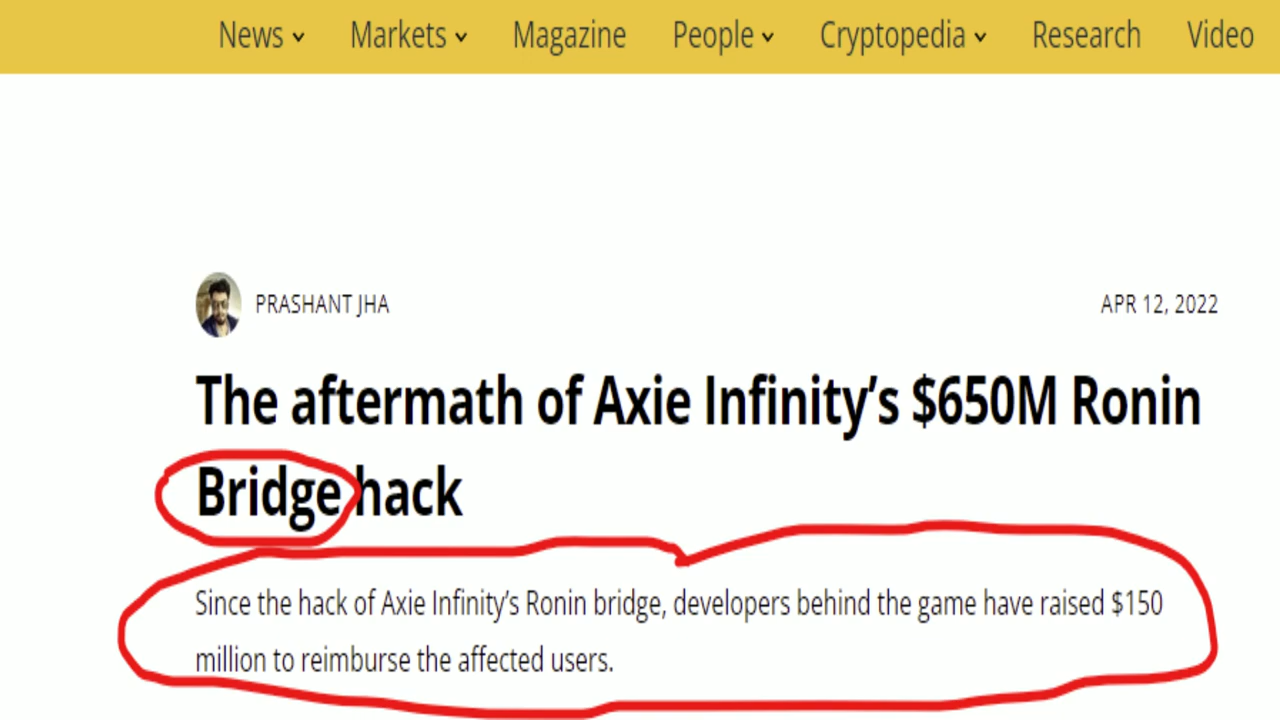 News Markets Magazine People Cryptopedia Research Video
PRASHANT JHA APR 12, 2022
The aftermath of Axie Infinity’s $650M Ronin
Bridge hack
Since the hack of Axie Infinity’s Ronin bridge, developers behind the game have raised $150
million to reimburse the affected users.